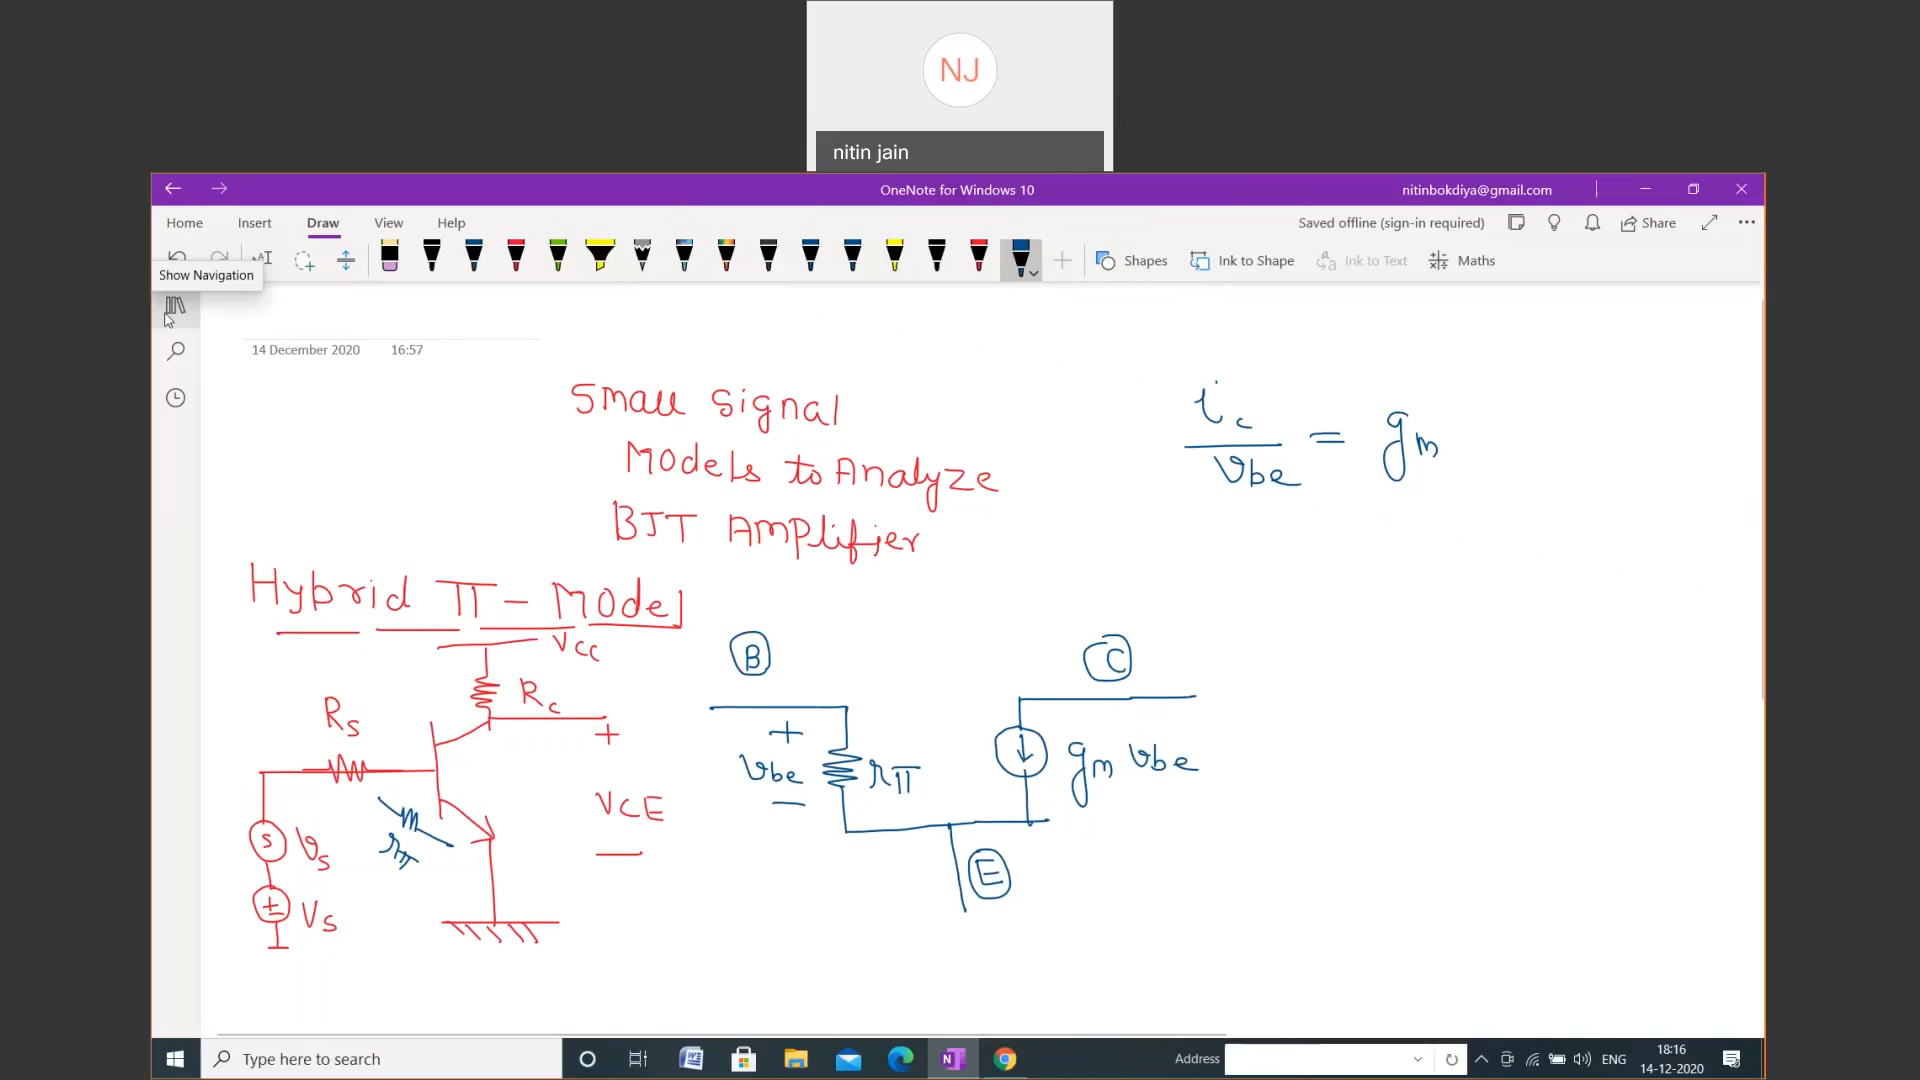 NJ
nitin jain
OneNote for Windows 10
nitinbokdiya@gmail.com
Home Insert Draw View Help
Saved offline (sign-in required)
Share
Shapes
Ink to Shape
Ink to Text
Maths
Show Navigation
14 December 2020 16:57
Small Signal
Models to Analyze
BJT Amplifier
ic
vbe
= gm
Hybrid π - Model
VCC
RC
RS
+
VCE
rπ
S vs
± VS
B
C
+
vbe
rπ
gm vbe
E
Type here to search
Address
ENG
18:16
14-12-2020